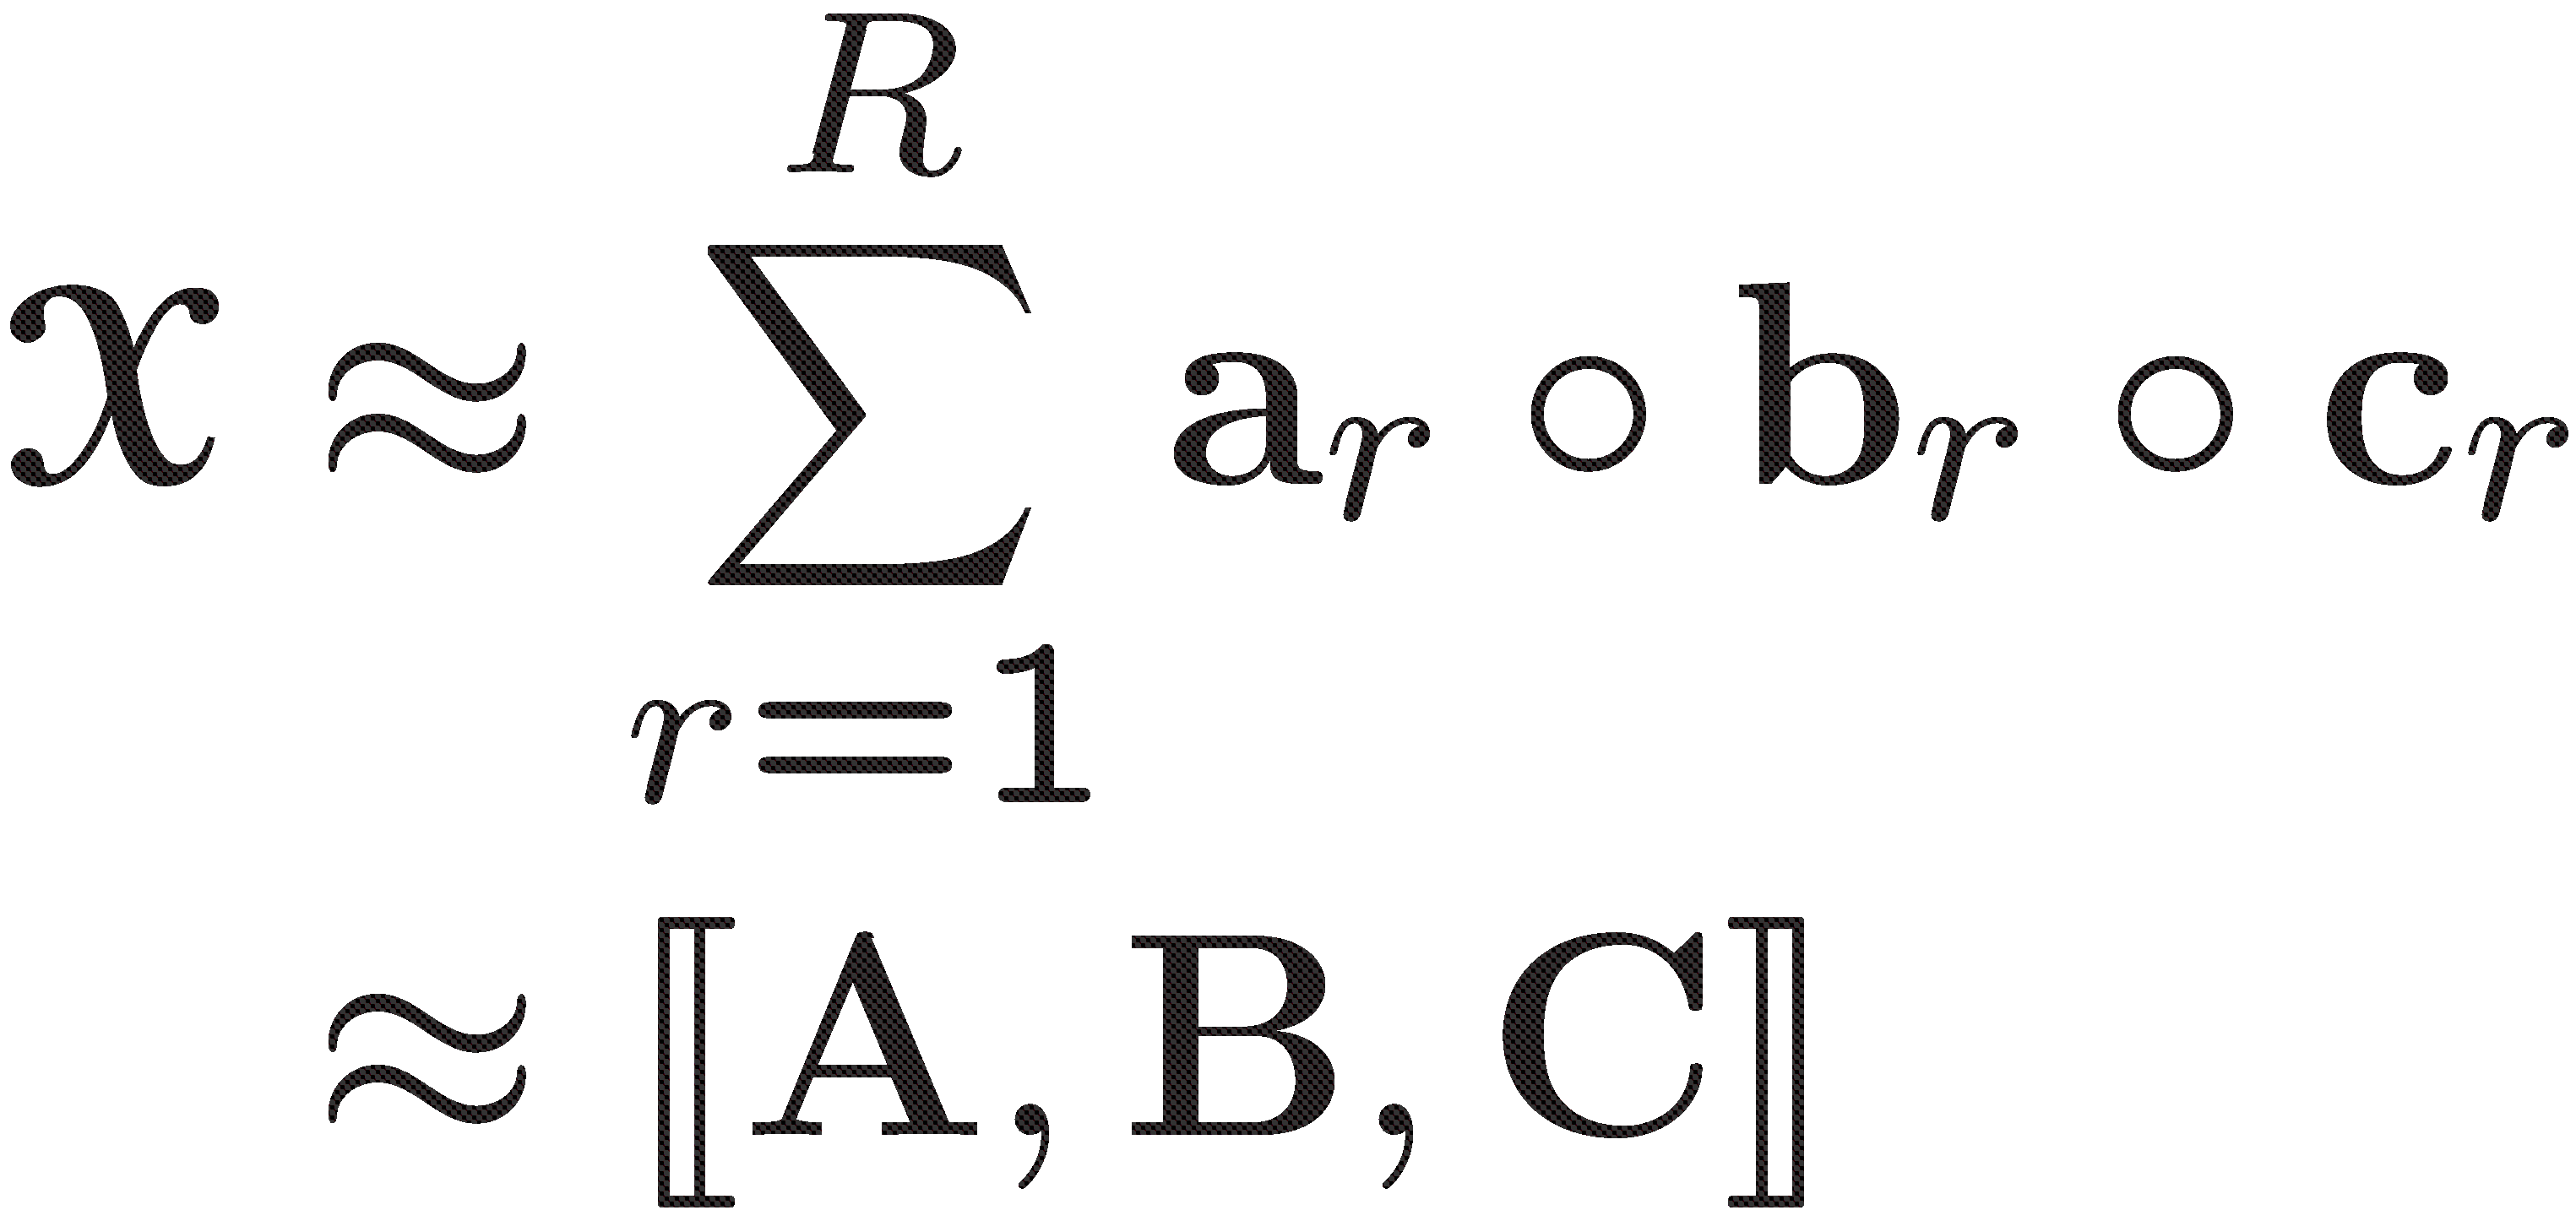 𝓧 ≈ ∑_{r=1}^{R} 𝐚_r ∘ 𝐛_r ∘ 𝐜_r
≈ ⟦𝐀, 𝐁, 𝐂⟧